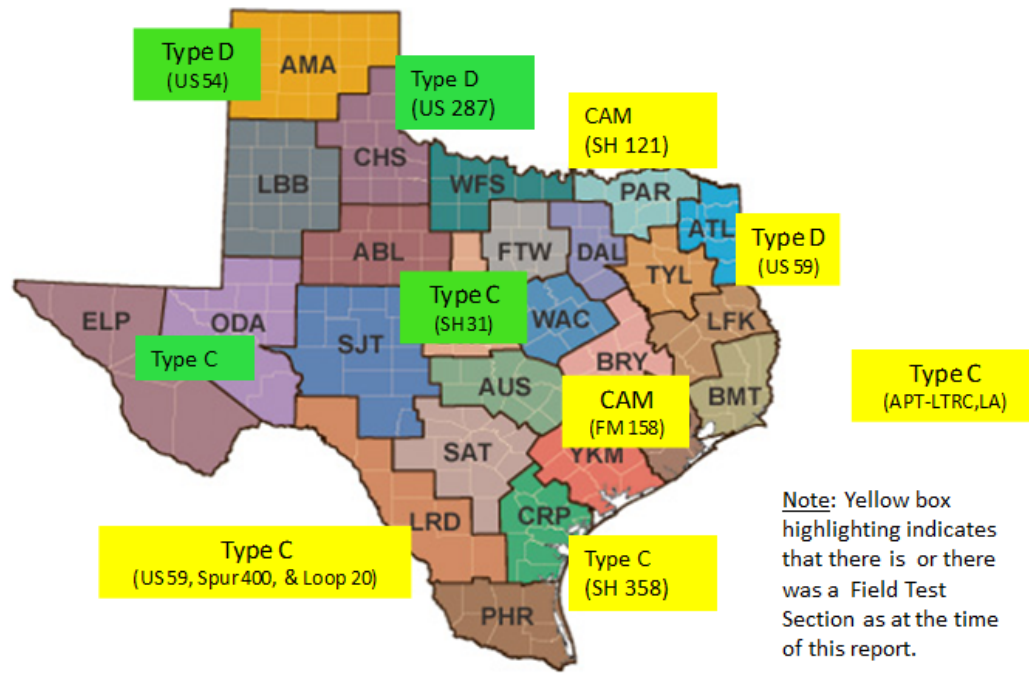 Type D
(US 54)
AMA
Type D
(US 287)
CAM
(SH 121)
CHS
LBB
WFS
PAR
ATL
Type D
(US 59)
ABL
FTW
DAL
TYL
Type C
(SH 31)
WAC
LFK
ELP
ODA
SJT
BRY
Type C
AUS
BMT
Type C
(APT-LTRC, LA)
CAM
(FM 158)
SAT
YKM
LRD
CRP
Type C
(US 59, Spur 400, & Loop 20)
Type C
(SH 358)
PHR
Note: Yellow box
highlighting indicates
that there is or there
was a Field Test
Section as at the time
of this report.